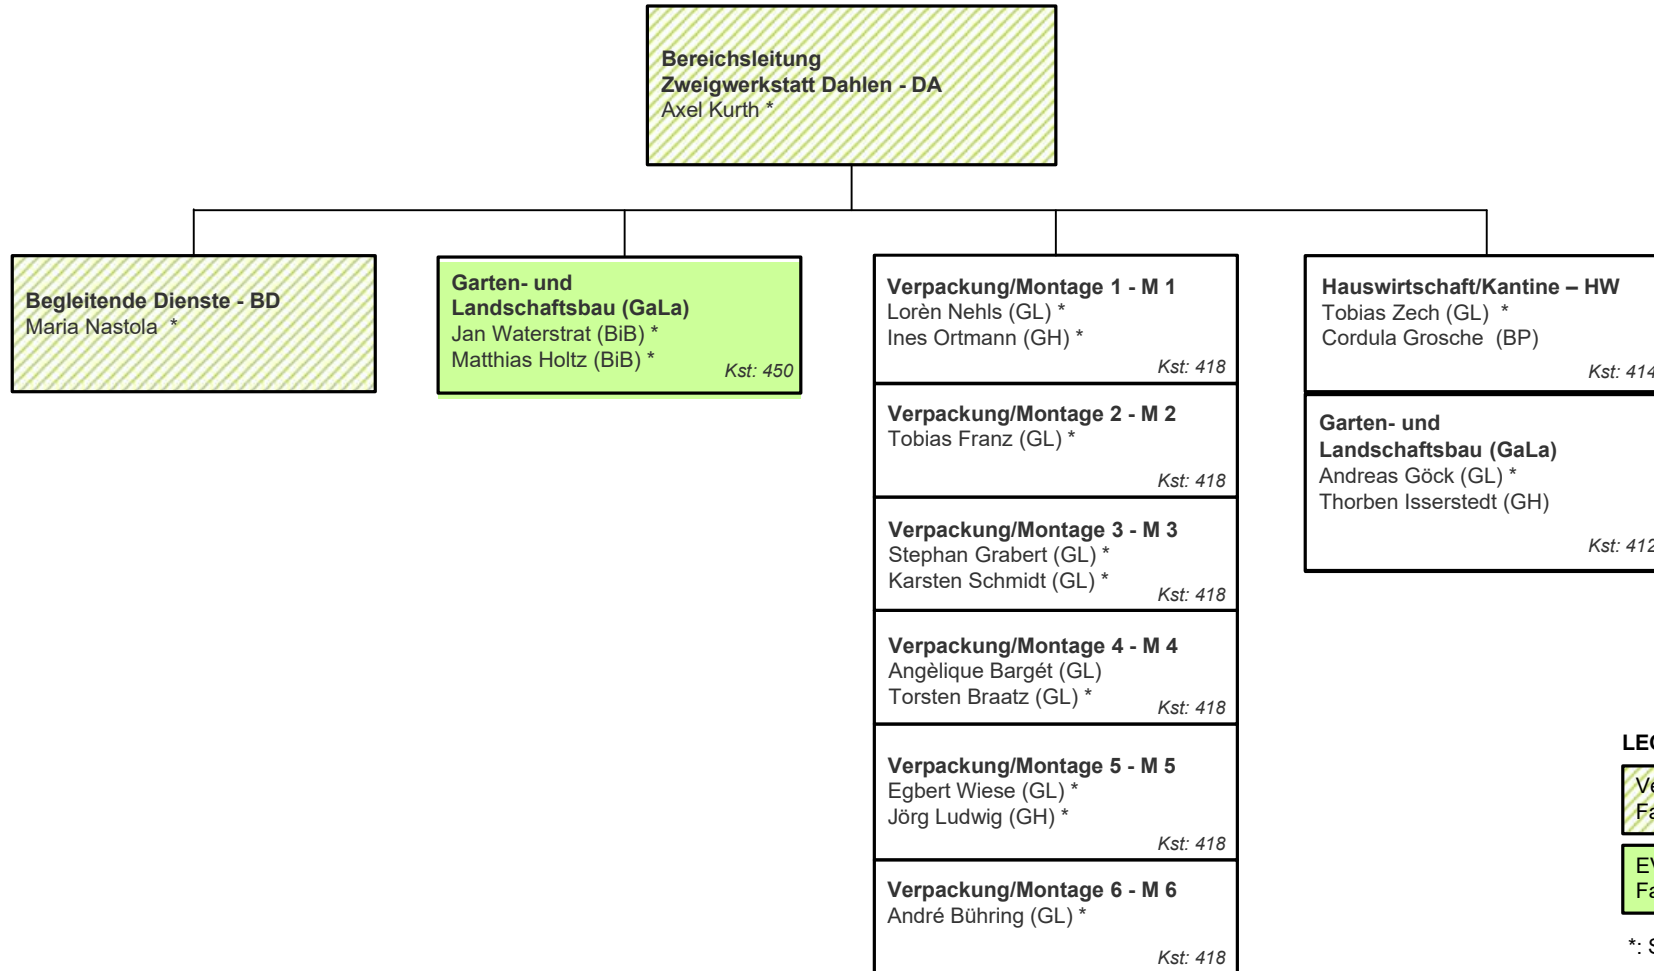 Bereichsleitung
Zweigwerkstatt Dahlen - DA
Axel Kurth *
Begleitende Dienste - BD
Maria Nastola *
Garten- und
Landschaftsbau (GaLa)
Jan Waterstrat (BiB) *
Matthias Holtz (BiB) *
Kst: 450
Verpackung/Montage 1 - M 1
Lorèn Nehls (GL) *
Ines Ortmann (GH) *
Kst: 418
Verpackung/Montage 2 - M 2
Tobias Franz (GL) *
Kst: 418
Verpackung/Montage 3 - M 3
Stephan Grabert (GL) *
Karsten Schmidt (GL) *
Kst: 418
Verpackung/Montage 4 - M 4
Angèlique Bargét (GL)
Torsten Braatz (GL) *
Kst: 418
Verpackung/Montage 5 - M 5
Egbert Wiese (GL) *
Jörg Ludwig (GH) *
Kst: 418
Verpackung/Montage 6 - M 6
André Bühring (GL) *
Kst: 418
Hauswirtschaft/Kantine – HW
Tobias Zech (GL) *
Cordula Grosche (BP)
Kst: 414
Garten- und
Landschaftsbau (GaLa)
Andreas Göck (GL) *
Thorben Isserstedt (GH)
Kst: 412